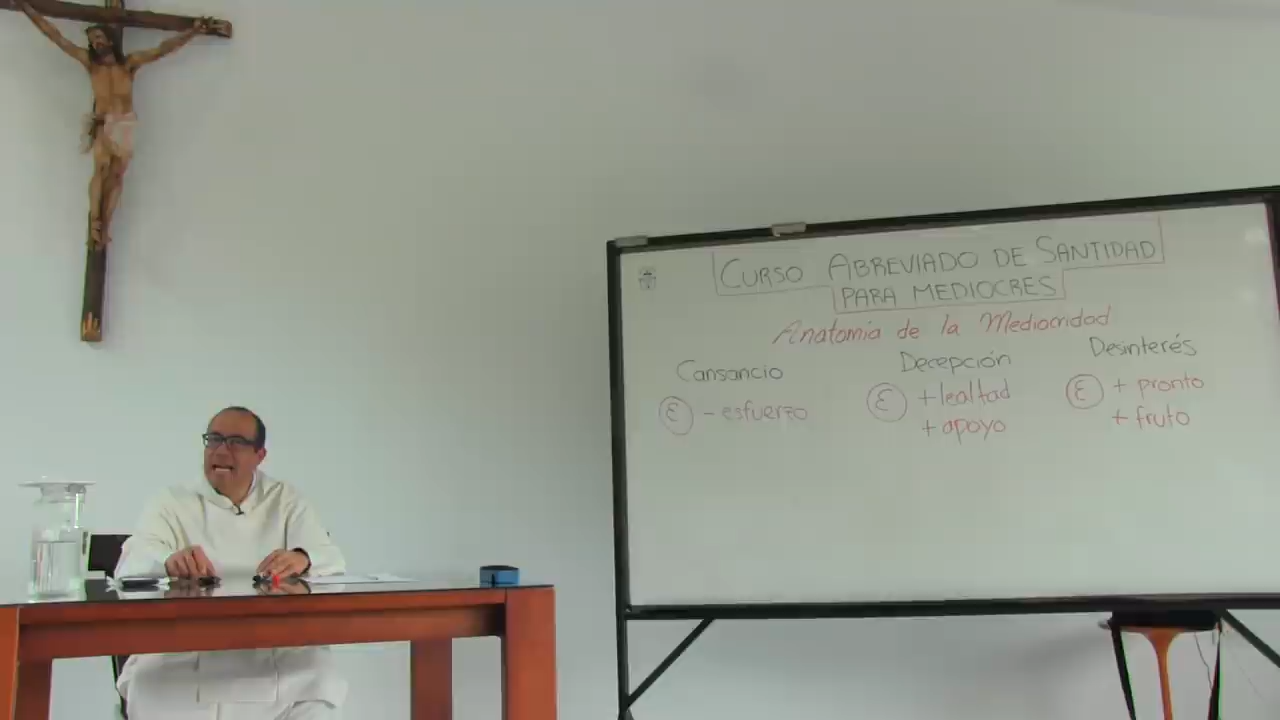 CURSO ABREVIADO DE SANTIDAD
PARA MEDIOCRES
Anatomía de la Mediocridad
Cansancio
Ɛ - esfuerzo
Decepción
Ɛ + lealtad
+ apoyo
Desinterés
Ɛ + pronto
+ fruto